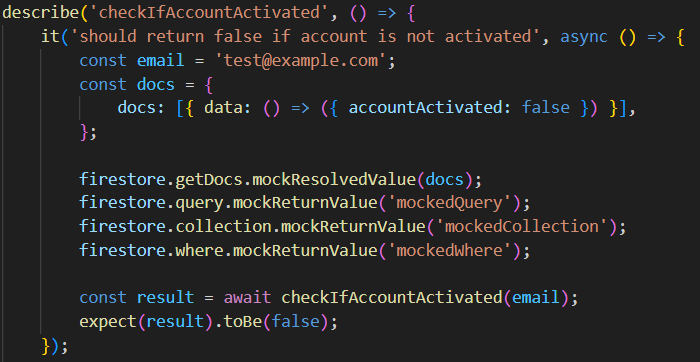 describe('checkIfAccountActivated', () => {
    it('should return false if account is not activated', async () => {
        const email = 'test@example.com';
        const docs = {
            docs: [{ data: () => ({ accountActivated: false }) }],
        };

        firestore.getDocs.mockResolvedValue(docs);
        firestore.query.mockReturnValue('mockedQuery');
        firestore.collection.mockReturnValue('mockedCollection');
        firestore.where.mockReturnValue('mockedWhere');

        const result = await checkIfAccountActivated(email);
        expect(result).toBe(false);
    });